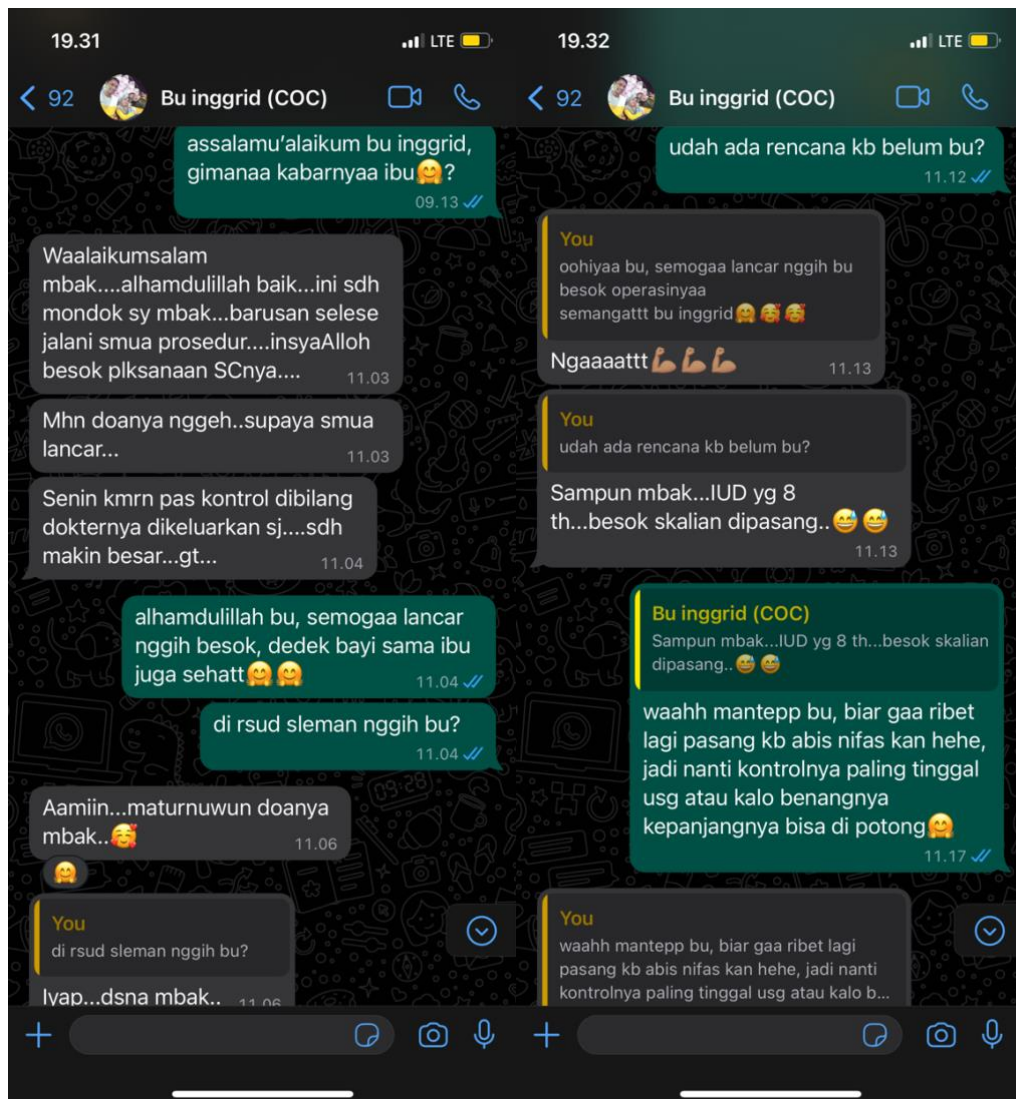 19.31
LTE
92
Bu inggrid (COC)
assalamu'alaikum bu inggrid,
gimanaa kabarnyaa ibu🤗?
09.13
Waalaikumsalam
mbak....alhamdulillah baik...ini sdh
mondok sy mbak...barusan selese
jalani smua prosedur....insyaAlloh
besok plksanaan SCnya....
11.03
Mhn doanya nggeh..supaya smua
lancar...
11.03
Senin kmrn pas kontrol dibilang
dokternya dikeluarkan sj....sdh
makin besar...gt...
11.04
alhamdulillah bu, semogaa lancar
nggih besok, dedek bayi sama ibu
juga sehatt🤗🤗
11.04
di rsud sleman nggih bu?
11.04
Aamiin...maturnuwun doanya
mbak..🥰
11.06
🤗
You
di rsud sleman nggih bu?
Iyap...dsna mbak..
11.06
19.32
LTE
92
Bu inggrid (COC)
udah ada rencana kb belum bu?
11.12
You
oohiyaa bu, semogaa lancar nggih bu
besok operasinyaa
semangattt bu inggrid🤗🥰🥰
Ngaaaattt💪🏽💪🏽💪🏽
11.13
You
udah ada rencana kb belum bu?
Sampun mbak...IUD yg 8
th...besok skalian dipasang..😅😅
11.13
Bu inggrid (COC)
Sampun mbak...IUD yg 8 th...besok skalian
dipasang..😅😅
waahh mantepp bu, biar gaa ribet
lagi pasang kb abis nifas kan hehe,
jadi nanti kontrolnya paling tinggal
usg atau kalo benangnya
kepanjangnya bisa di potong🤗
11.17
You
waahh mantepp bu, biar gaa ribet lagi
pasang kb abis nifas kan hehe, jadi nanti
kontrolnya paling tinggal usg atau kalo b...